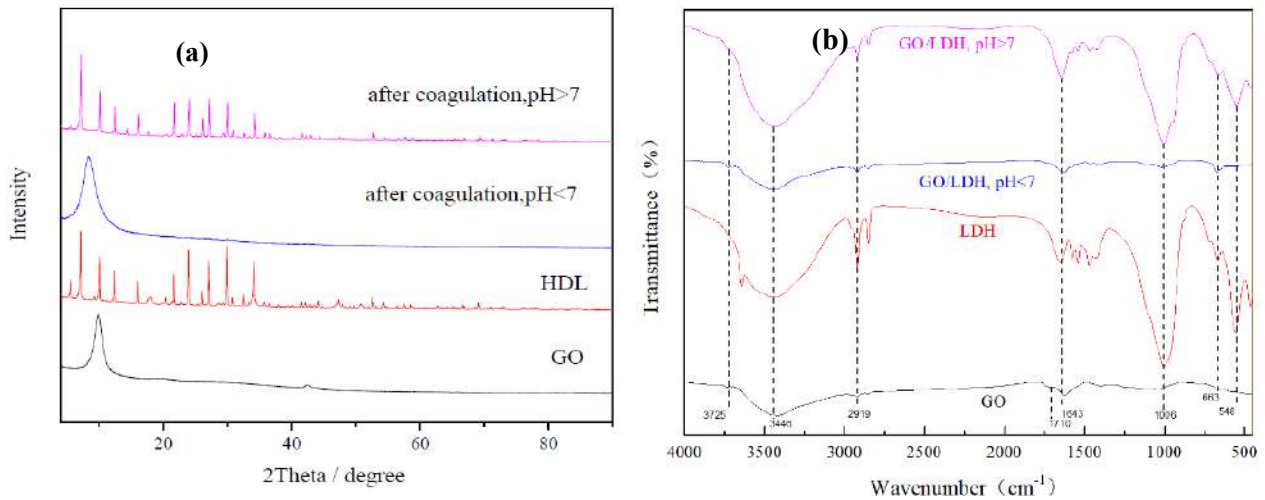 (a)
after coagulation,pH>7
after coagulation,pH<7
HDL
GO
Intensity
20
40
60
80
2Theta / degree
(b)
GO/LDH, pH>7
GO/LDH, pH<7
LDH
GO
Transmittance (%)
3725
3446
2919
1710
1643
1006
663
546
4000
3500
3000
2500
2000
1500
1000
500
Wavenumber (cm⁻¹)